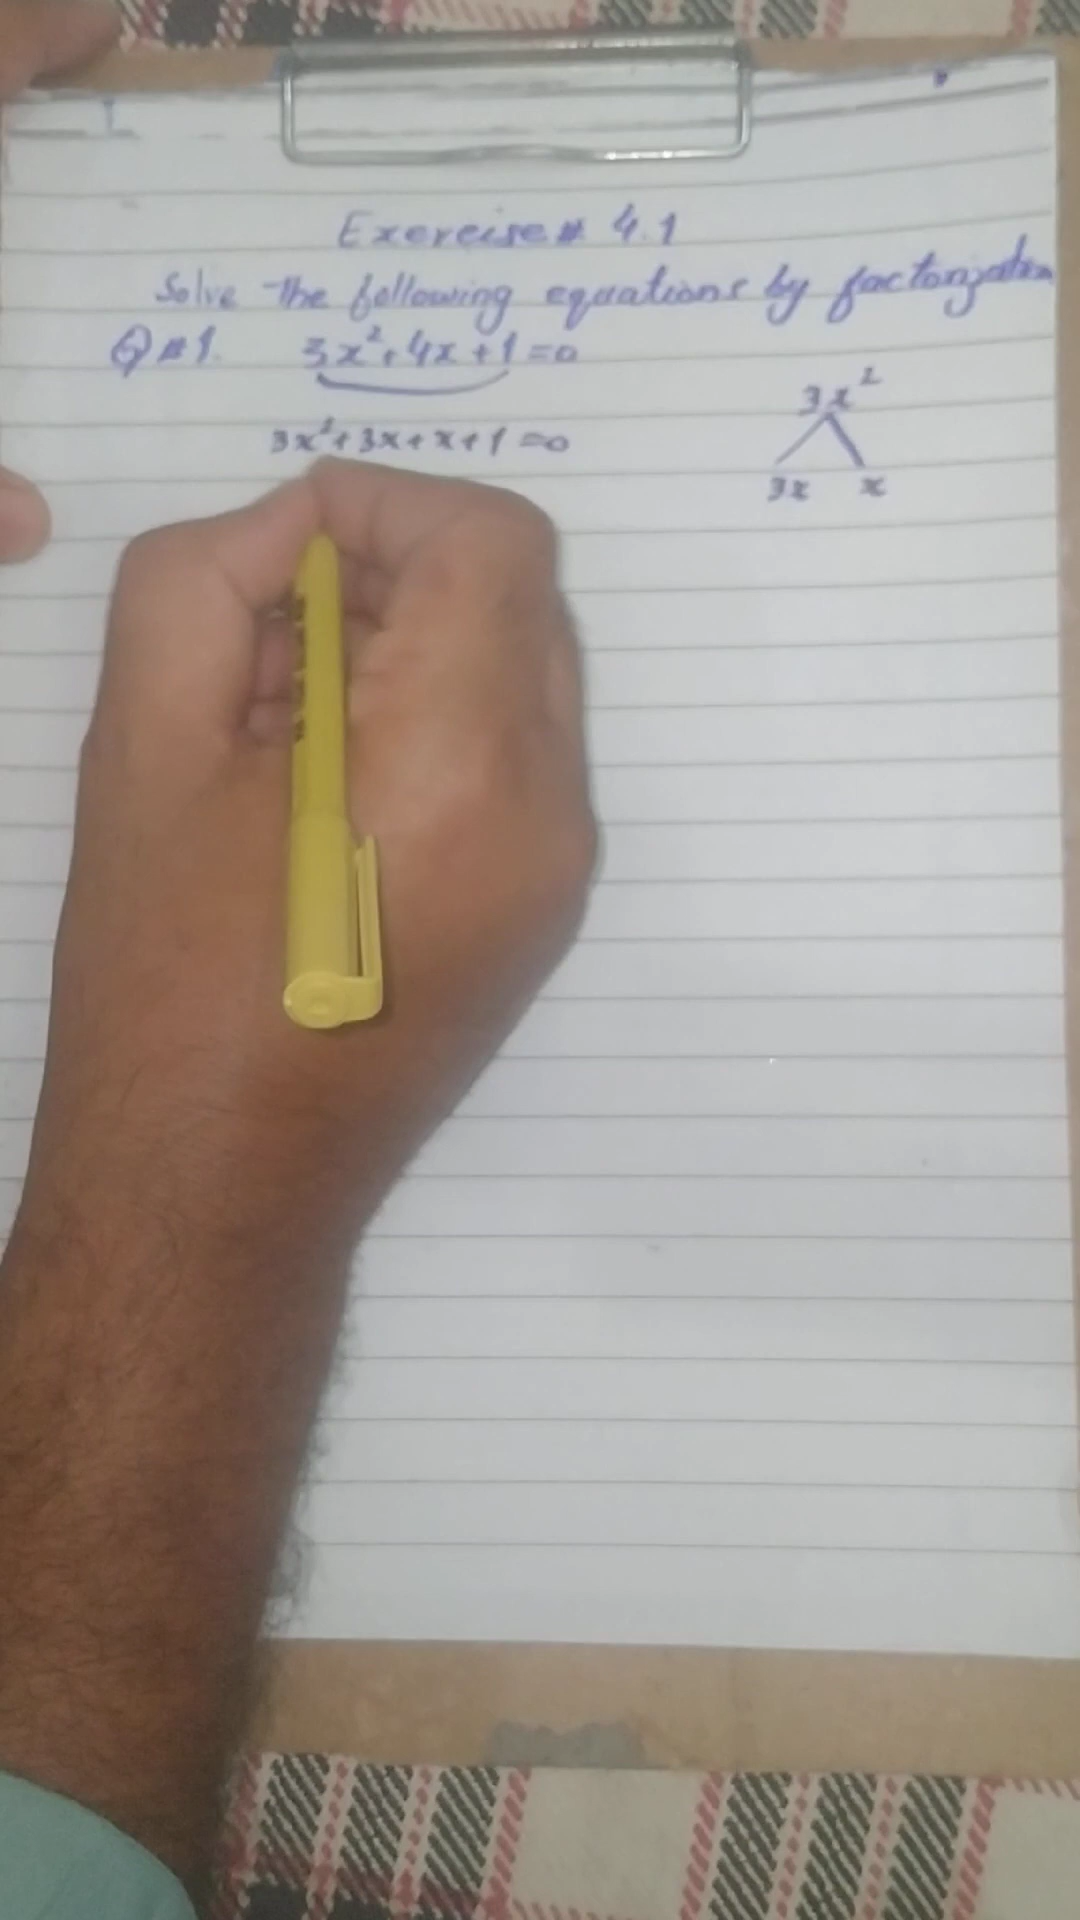 Exercise # 4.1
Solve the following equations by factorization
Q # 1. 3x²+4x+1=0
3x²+3x+x+1=0
3x²
3x x